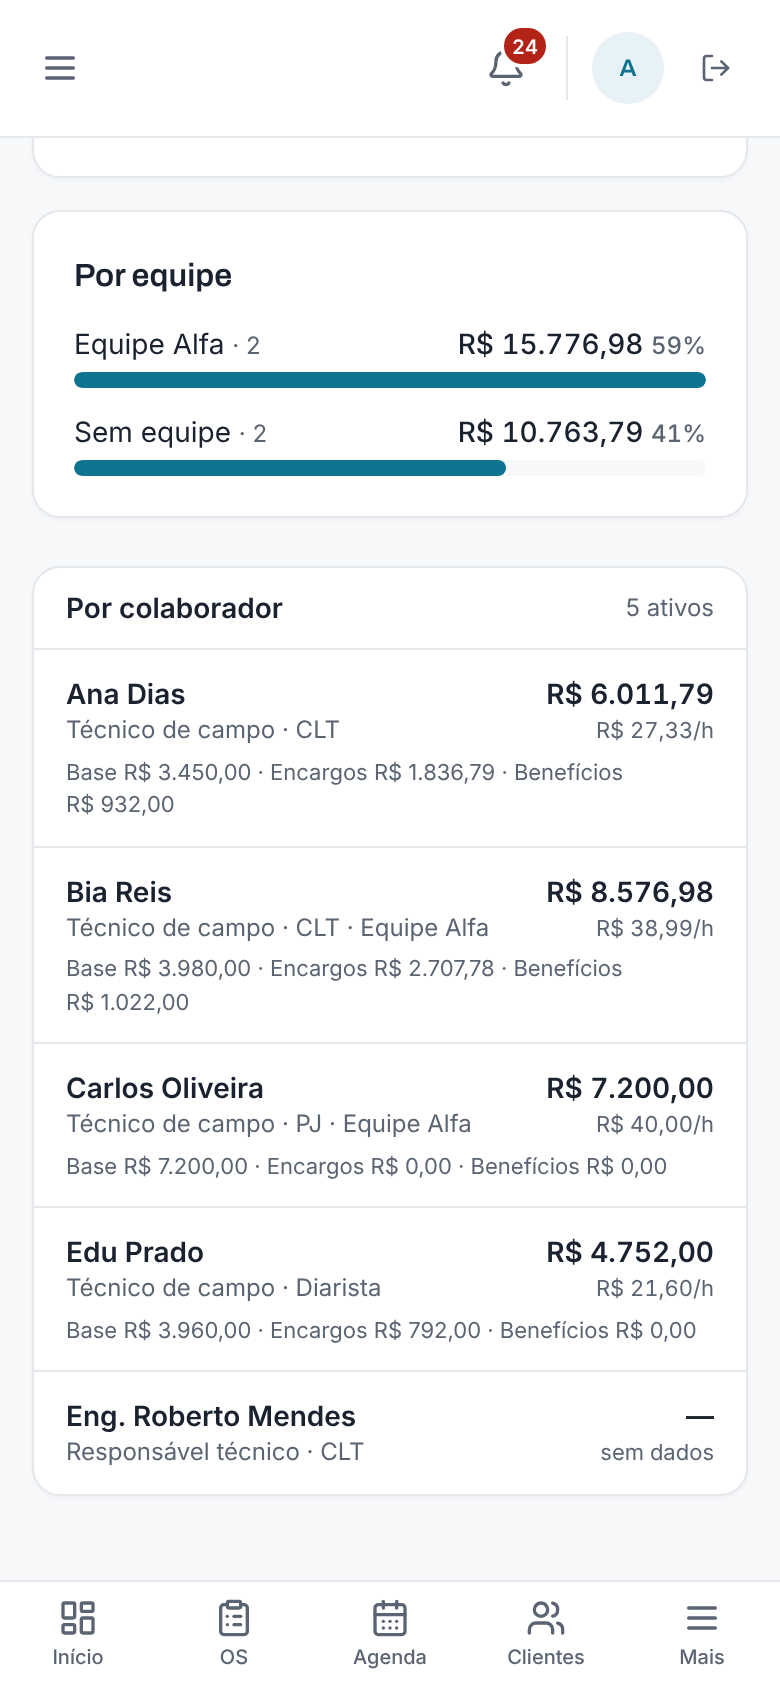 24
A
Por equipe
Equipe Alfa · 2 R$ 15.776,98 59%
Sem equipe · 2 R$ 10.763,79 41%
Por colaborador 5 ativos
Ana Dias R$ 6.011,79
Técnico de campo · CLT R$ 27,33/h
Base R$ 3.450,00 · Encargos R$ 1.836,79 · Benefícios
R$ 932,00
Bia Reis R$ 8.576,98
Técnico de campo · CLT · Equipe Alfa R$ 38,99/h
Base R$ 3.980,00 · Encargos R$ 2.707,78 · Benefícios
R$ 1.022,00
Carlos Oliveira R$ 7.200,00
Técnico de campo · PJ · Equipe Alfa R$ 40,00/h
Base R$ 7.200,00 · Encargos R$ 0,00 · Benefícios R$ 0,00
Edu Prado R$ 4.752,00
Técnico de campo · Diarista R$ 21,60/h
Base R$ 3.960,00 · Encargos R$ 792,00 · Benefícios R$ 0,00
Eng. Roberto Mendes —
Responsável técnico · CLT sem dados
Início OS Agenda Clientes Mais